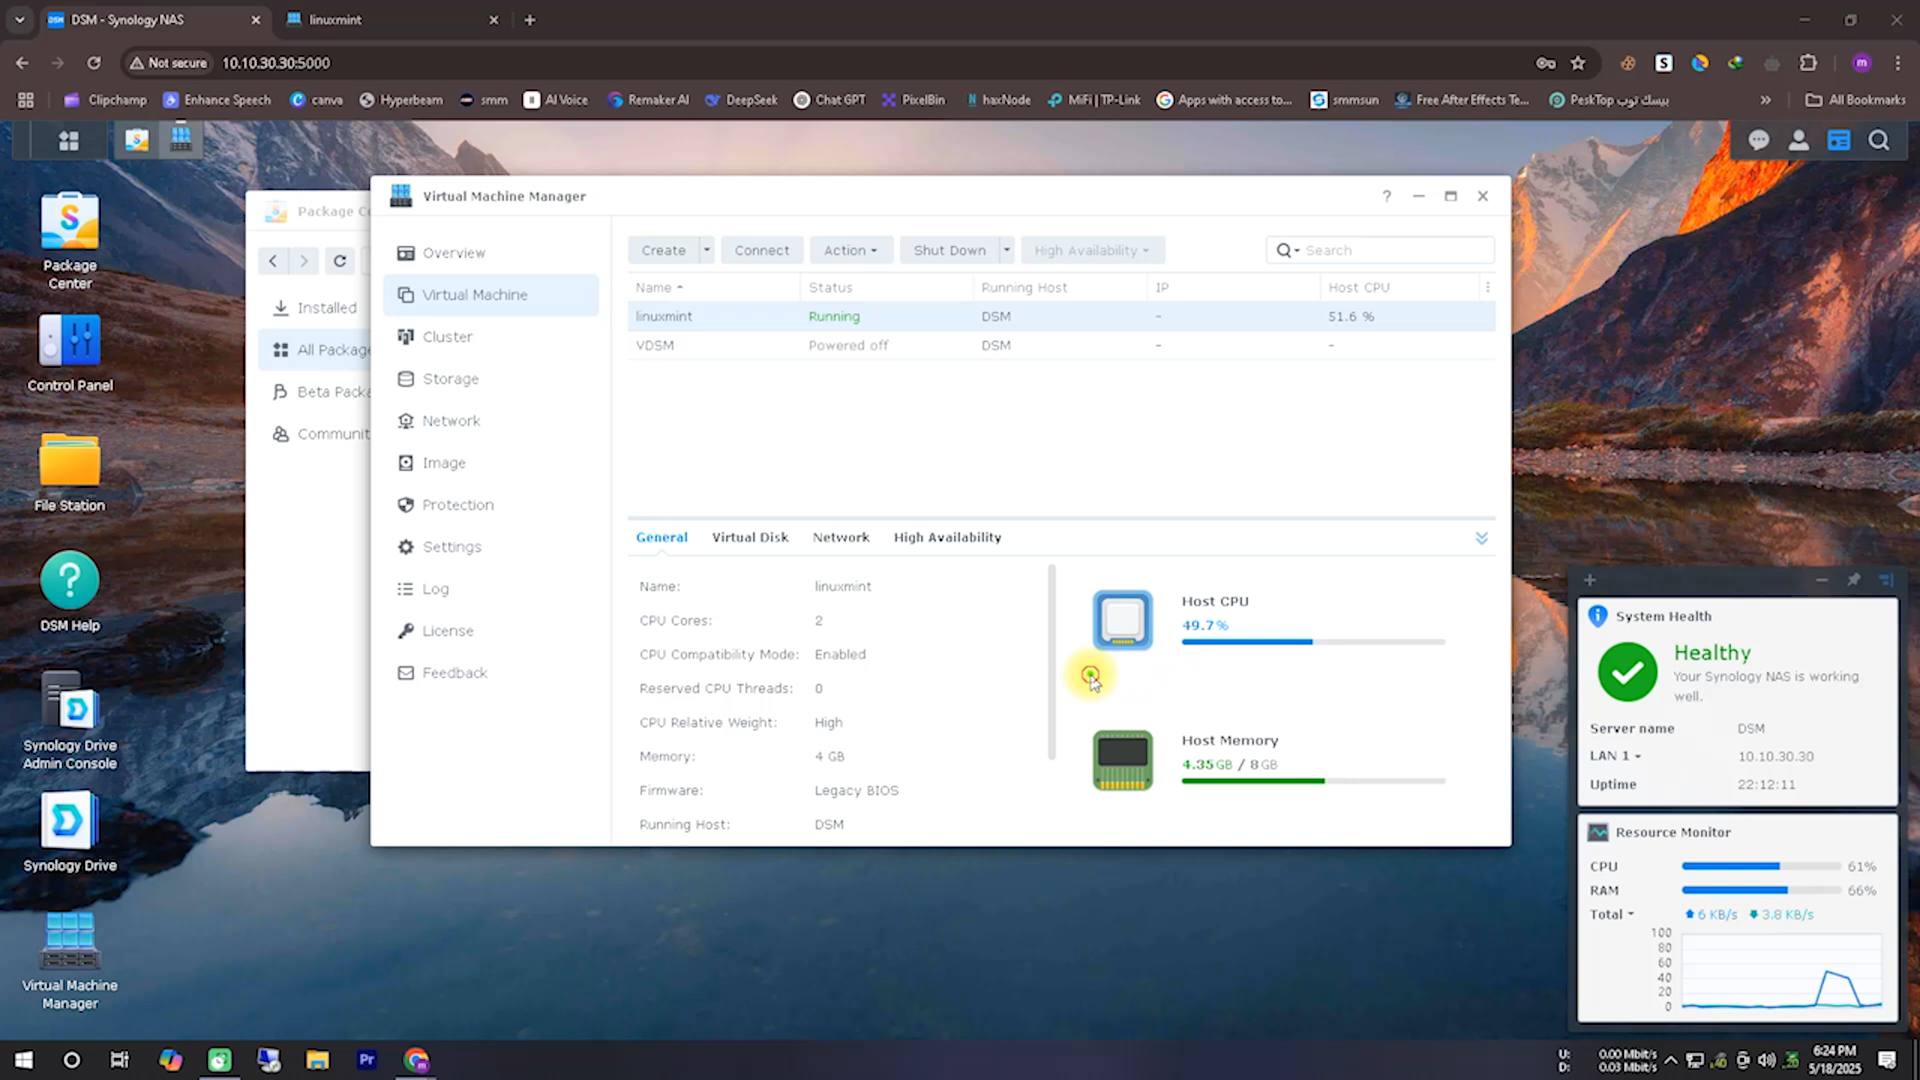 DSM - Synology NAS
linuxmint
Not secure
10.10.30.30:5000
Clipchamp
Enhance Speech
canva
Hyperbeam
smm
AI Voice
Remaker AI
DeepSeek
Chat GPT
PixelBin
haxNode
MiFi | TP-Link
Apps with access to...
smmsun
Free After Effects Te...
PeskTop بيسك توب
All Bookmarks
Package Center
Control Panel
File Station
DSM Help
Synology Drive Admin Console
Synology Drive
Virtual Machine Manager
Package Ce
Installed
All Package
Beta Packa
Communit
Virtual Machine Manager
Overview
Virtual Machine
Cluster
Storage
Network
Image
Protection
Settings
Log
License
Feedback
Create Connect Action Shut Down High Availability Search
Name Status Running Host IP Host CPU
linuxmint Running DSM - 51.6 %
VDSM Powered off DSM - -
General Virtual Disk Network High Availability
Name: linuxmint
CPU Cores: 2
CPU Compatibility Mode: Enabled
Reserved CPU Threads: 0
CPU Relative Weight: High
Memory: 4 GB
Firmware: Legacy BIOS
Running Host: DSM
Host CPU
49.7%
Host Memory
4.35 GB / 8 GB
System Health
Healthy
Your Synology NAS is working well.
Server name DSM
LAN 1 10.10.30.30
Uptime 22:12:11
Resource Monitor
CPU 61%
RAM 66%
Total 6 KB/s 3.8 KB/s
100
80
60
40
20
0
U: 0.00 Mbit/s
D: 0.03 Mbit/s
6:24 PM
5/18/2025